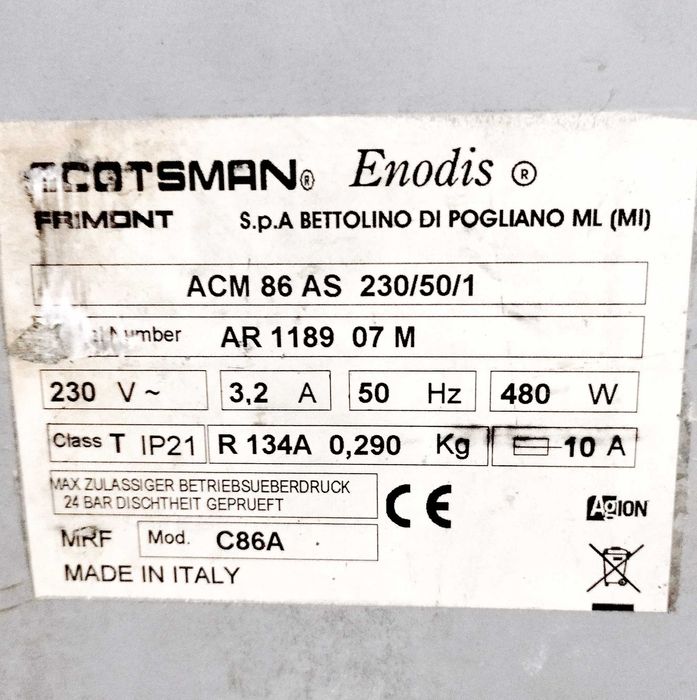 SCOTSMAN® Enodis ®
FRIMONT S.p.A BETTOLINO DI POGLIANO ML (MI)
ACM 86 AS 230/50/1
Number AR 1189 07 M
230 V ~ 3,2 A 50 Hz 480 W
Class T IP21 R 134A 0,290 Kg 10 A
MAX ZULASSIGER BETRIEBSUEBERDRUCK
24 BAR DISCHTHEIT GEPRUEFT
CE AgION
MRF Mod. C86A
MADE IN ITALY